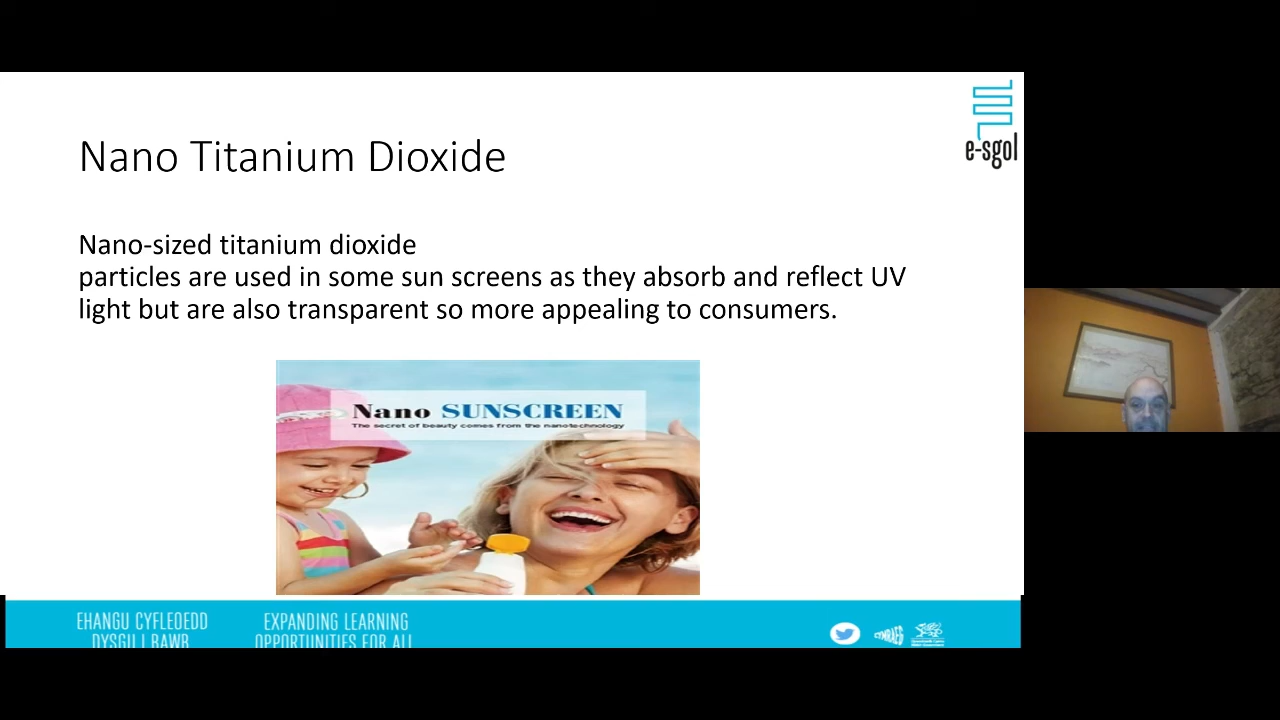 e-sgol
Nano Titanium Dioxide
Nano-sized titanium dioxide
particles are used in some sun screens as they absorb and reflect UV
light but are also transparent so more appealing to consumers.
Nano SUNSCREEN
The secret of beauty comes from the nanotechnology
EHANGU CYFLEOEDD
DYSGU I BAWB
EXPANDING LEARNING
OPPORTUNITIES FOR ALL